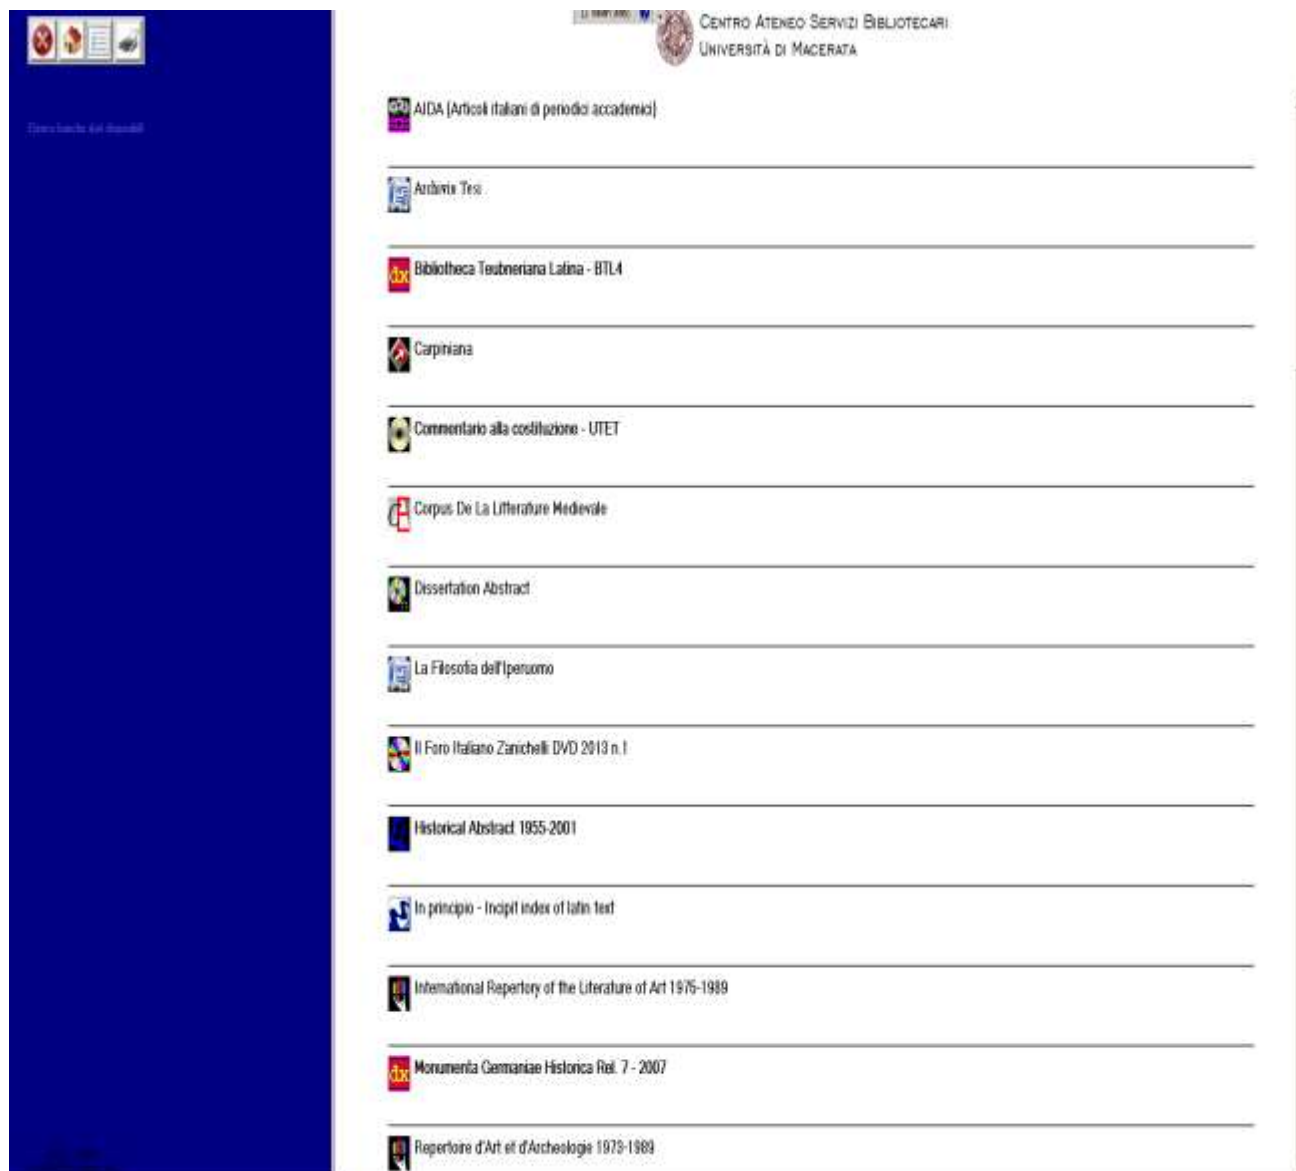 CENTRO ATENEO SERVIZI BIBLIOTECARI
UNIVERSITÀ DI MACERATA
AIDA (Articoli italiani di periodici accademici)
Archivio Tesi
Bibliotheca Teubneriana Latina - BTL4
Carpiniana
Commentario alla costituzione - UTET
Corpus De La Litterature Medievale
Dissertation Abstract
La Filosofia dell'Iperuomo
Il Foro Italiano Zanichelli DVD 2013 n.1
Historical Abstract 1955-2001
In principio - Incipit index of latin text
International Repertory of the Literature of Art 1975-1989
dx Monumenta Germaniae Historica Rel. 7 - 2007
Repertoire d'Art et d'Archeologie 1973-1989